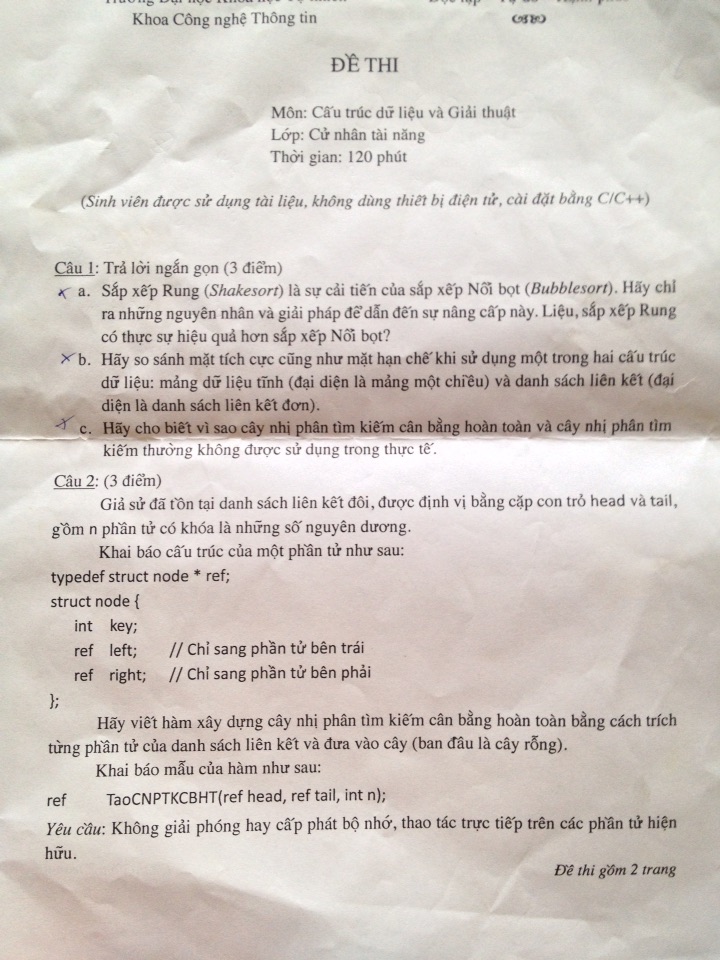 Khoa Công nghệ Thông tin
ĐỀ THI
Môn: Cấu trúc dữ liệu và Giải thuật
Lớp: Cử nhân tài năng
Thời gian: 120 phút
(Sinh viên được sử dụng tài liệu, không dùng thiết bị điện tử, cài đặt bằng C/C++)
Câu 1: Trả lời ngắn gọn (3 điểm)
a. Sắp xếp Rung (Shakesort) là sự cải tiến của sắp xếp Nổi bọt (Bubblesort). Hãy chỉ
ra những nguyên nhân và giải pháp để dẫn đến sự nâng cấp này. Liệu, sắp xếp Rung
có thực sự hiệu quả hơn sắp xếp Nổi bọt?
b. Hãy so sánh mặt tích cực cũng như mặt hạn chế khi sử dụng một trong hai cấu trúc
dữ liệu: mảng dữ liệu tĩnh (đại diện là mảng một chiều) và danh sách liên kết (đại
diện là danh sách liên kết đơn).
c. Hãy cho biết vì sao cây nhị phân tìm kiếm cân bằng hoàn toàn và cây nhị phân tìm
kiếm thường không được sử dụng trong thực tế.
Câu 2: (3 điểm)
Giả sử đã tồn tại danh sách liên kết đôi, được định vị bằng cặp con trỏ head và tail,
gồm n phần tử có khóa là những số nguyên dương.
Khai báo cấu trúc của một phần tử như sau:
typedef struct node * ref;
struct node {
int key;
ref left; // Chỉ sang phần tử bên trái
ref right; // Chỉ sang phần tử bên phải
};
Hãy viết hàm xây dựng cây nhị phân tìm kiếm cân bằng hoàn toàn bằng cách trích
từng phần tử của danh sách liên kết và đưa vào cây (ban đầu là cây rỗng).
Khai báo mẫu của hàm như sau:
ref TaoCNPTKCBHT(ref head, ref tail, int n);
Yêu cầu: Không giải phóng hay cấp phát bộ nhớ, thao tác trực tiếp trên các phần tử hiện
hữu.
Đề thi gồm 2 trang